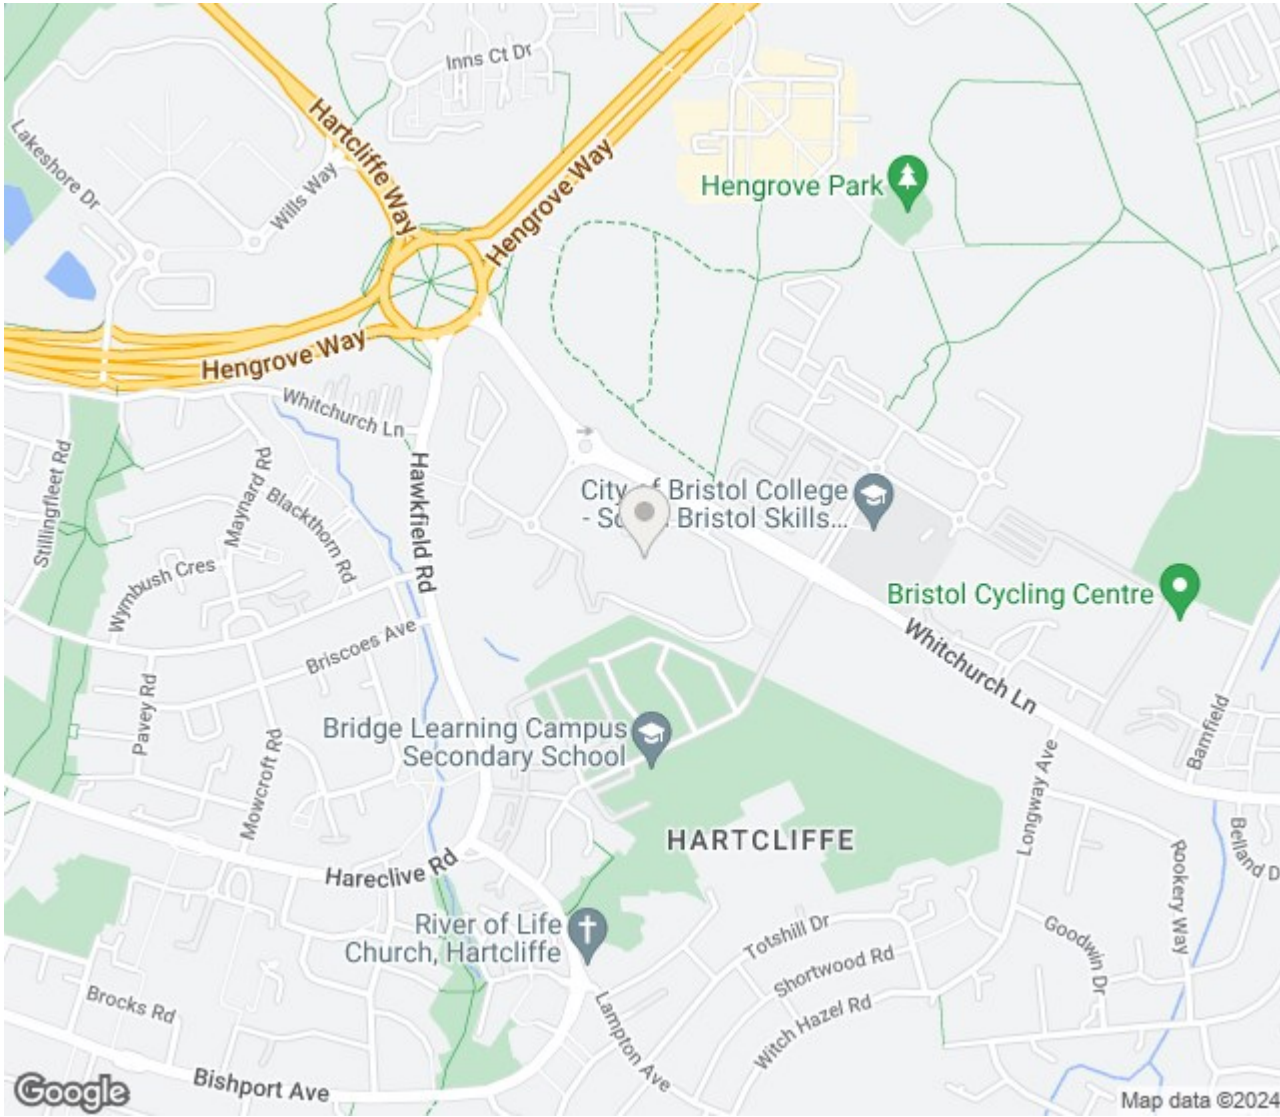 Inns Ct Dr
Hartcliffe Way
Hengrove Way
Lakeshore Dr
Wills Way
Hengrove Park
Hengrove Way
Whitchurch Ln
Stillingfleet Rd
Maynard Rd
Blackthorn Rd
Hawkfield Rd
City of Bristol College
- So Bristol Skills...
Wymbush Cres
Bristol Cycling Centre
Briscoes Ave
Whitchurch Ln
Pavey Rd
Bamfield
Bridge Learning Campus
Secondary School
Mowcroft Rd
Longway Ave
HARTCLIFFE
Belland D
Hareclive Rd
Rookery Way
River of Life
Church, Hartcliffe
Totshill Dr
Goodwin Dr
Shortwood Rd
Brocks Rd
Witch Hazel Rd
Lampton Ave
Bishport Ave
Google
Map data ©2024